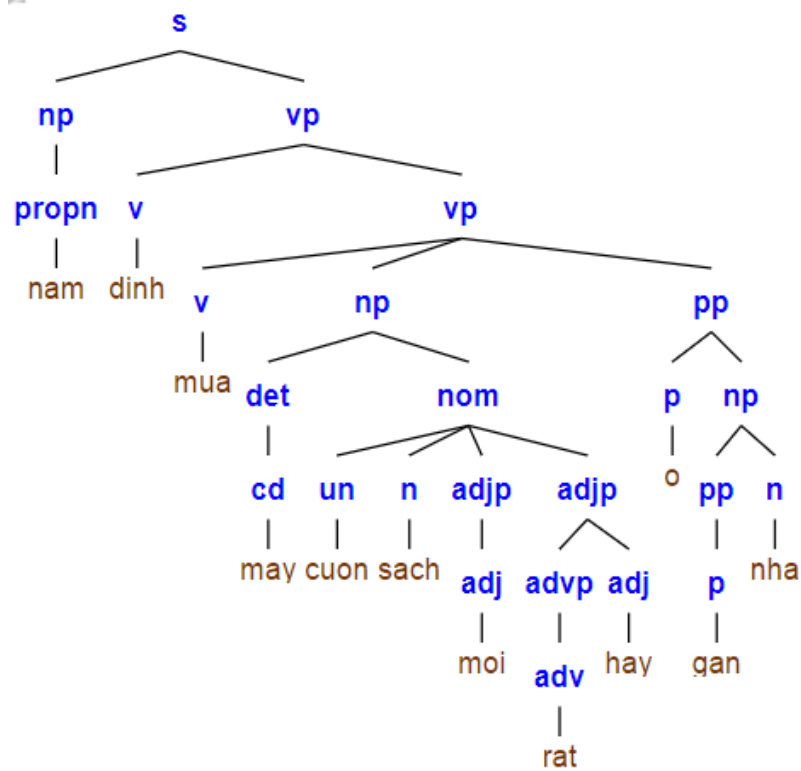 s
np vp
propn v vp
nam dinh v np pp
mua det nom p np
cd un n adjp adjp o pp n
may cuon sach adj advp adj p nha
moi adv hay gan
rat